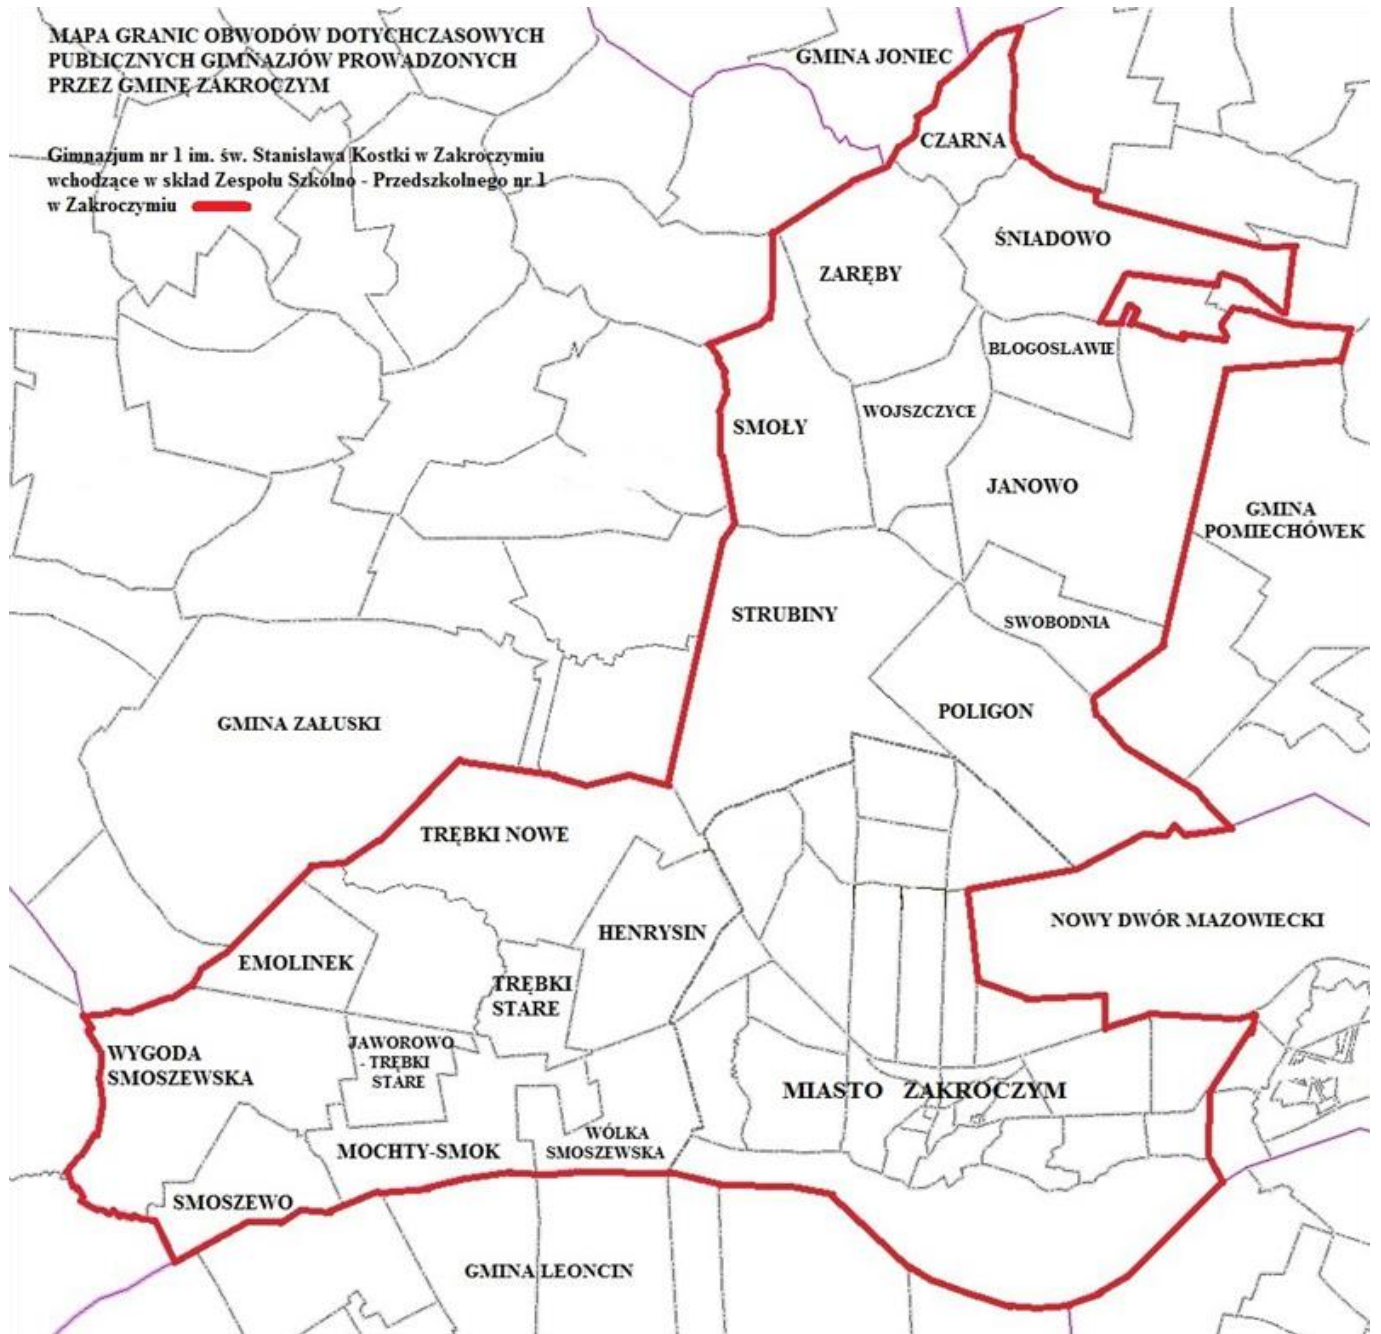 MAPA GRANIC OBWODÓW DOTYCHCZASOWYCH
PUBLICZNYCH GIMNAZJÓW PROWADZONYCH
PRZEZ GMINĘ ZAKROCZYM
Gimnazjum nr 1 im. św. Stanisława Kostki w Zakroczymiu
wchodzące w skład Zespołu Szkolno - Przedszkolnego nr 1
w Zakroczymiu
GMINA JONIEC
CZARNA
ŚNIADOWO
ZARĘBY
BŁOGOSŁAWIE
WOJSZCZYCE
SMOŁY
JANOWO
GMINA
POMIECHÓWEK
STRUBINY
SWOBODNIA
GMINA ZAŁUSKI
POLIGON
TRĘBKI NOWE
NOWY DWÓR MAZOWIECKI
HENRYSIN
EMOLINEK
TRĘBKI
STARE
WYGODA
SMOSZEWSKA
JAWOROWO
- TRĘBKI
STARE
MIASTO ZAKROCZYM
MOCHTY-SMOK
WÓLKA
SMOSZEWSKA
SMOSZEWO
GMINA LEONCIN